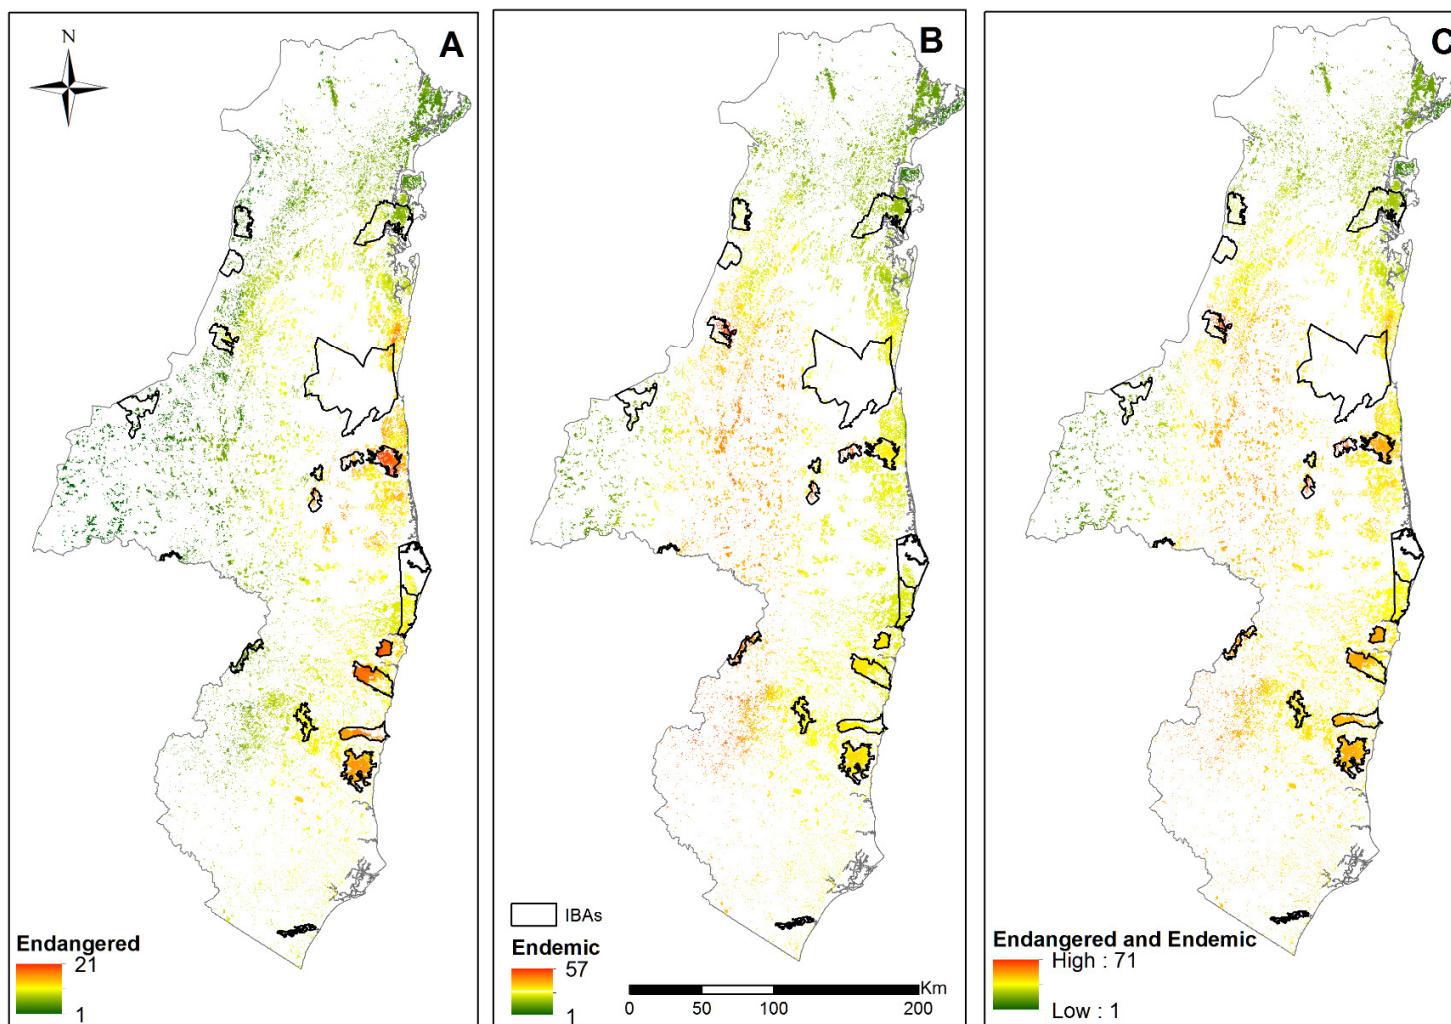 A
B
C
N
Endangered
21
1
IBAs
Endemic
57
1
Km
0 50 100 200
Endangered and Endemic
High : 71
Low : 1